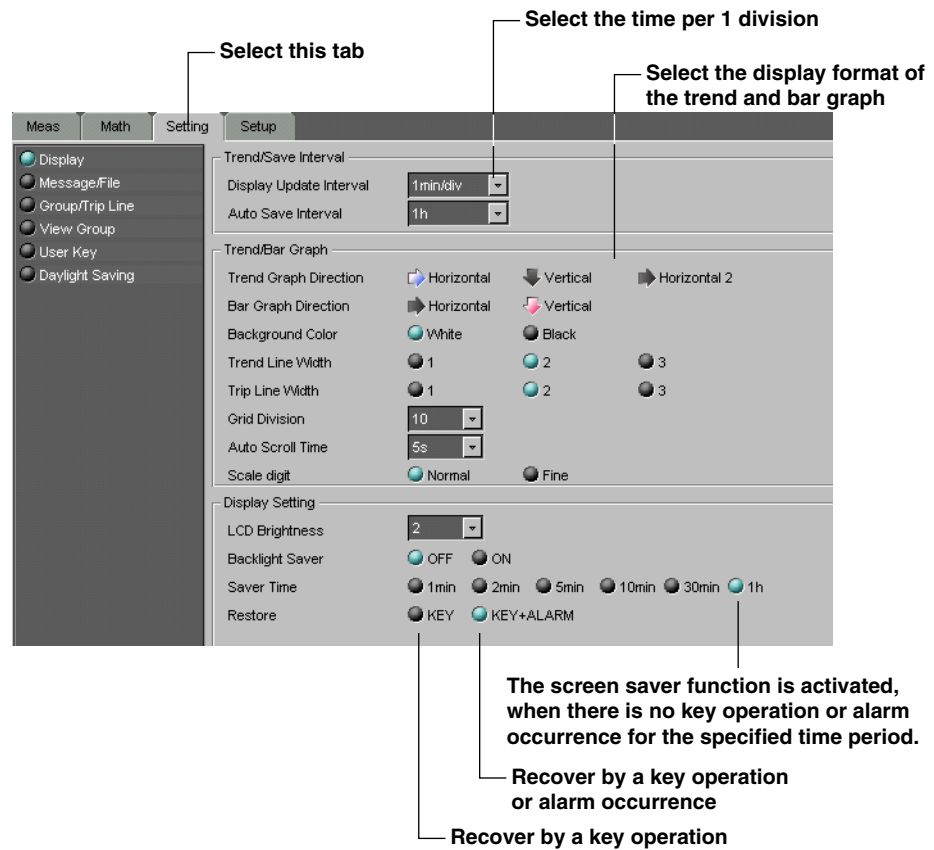 Select the time per 1 division
Select this tab
Select the display format of
the trend and bar graph
Meas Math Setting Setup
Display
Message/File
Group/Trip Line
View Group
User Key
Daylight Saving
Trend/Save Interval
Display Update Interval 1min/div
Auto Save Interval 1h
Trend/Bar Graph
Trend Graph Direction Horizontal Vertical Horizontal 2
Bar Graph Direction Horizontal Vertical
Background Color White Black
Trend Line Width 1 2 3
Trip Line Width 1 2 3
Grid Division 10
Auto Scroll Time 5s
Scale digit Normal Fine
Display Setting
LCD Brightness 2
Backlight Saver OFF ON
Saver Time 1min 2min 5min 10min 30min 1h
Restore KEY KEY+ALARM
The screen saver function is activated,
when there is no key operation or alarm
occurrence for the specified time period.
Recover by a key operation
or alarm occurrence
Recover by a key operation